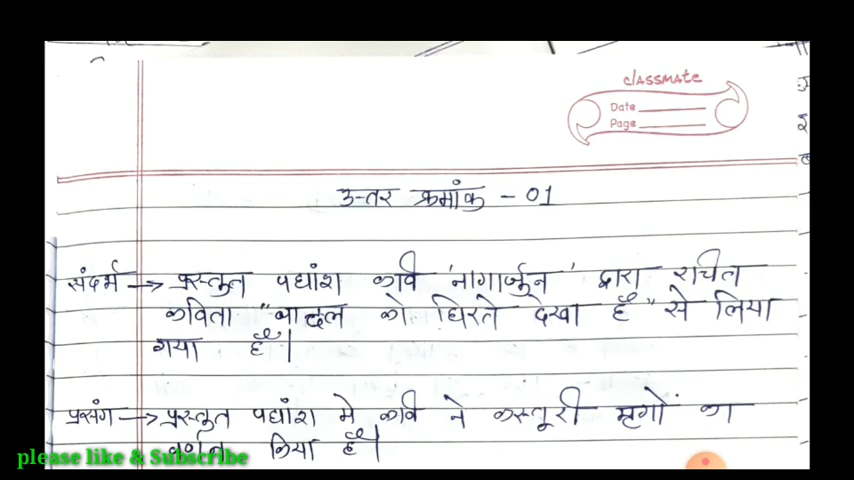 classmate
Date
Page
उत्तर क्रमांक - 01
संदर्भ → प्रस्तुत पद्यांश कवि 'नागार्जुन' द्वारा रचित
कविता "बादल को घिरते देखा है" से लिया
गया है।
प्रसंग → प्रस्तुत पद्यांश मे कवि ने कस्तूरी मृगों का
वर्णन किया है।
please like & Subscribe